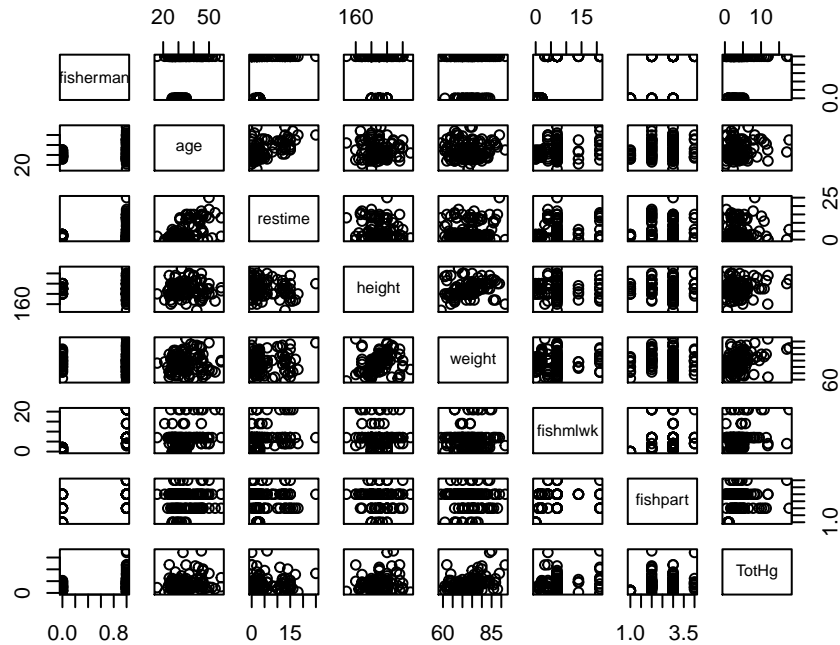 20 50 160 0 15 0 10
fisherman 0.0
20 age
restime 0 25
160 height
weight 60
0 20 fishmlwk
fishpart 1.0
0 TotHg
0.0 0.8 0 15 60 85 1.0 3.5